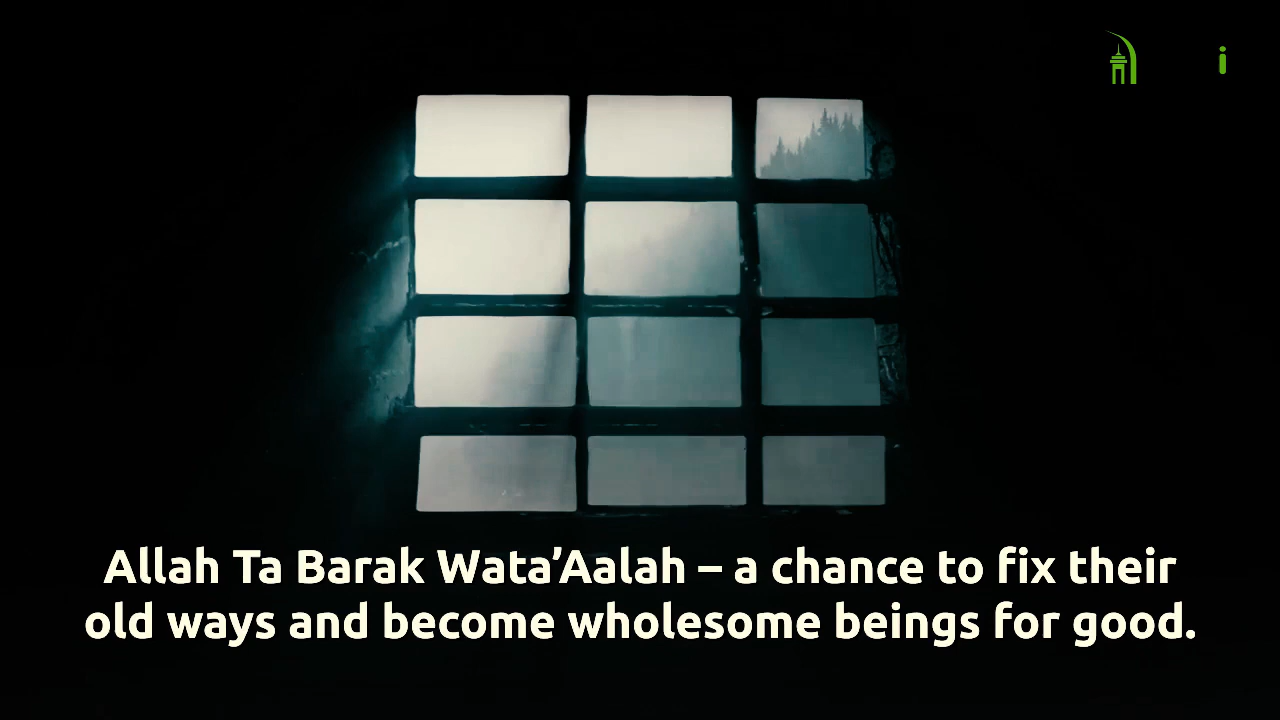 i
Allah Ta Barak Wata’Aalah – a chance to fix their
old ways and become wholesome beings for good.